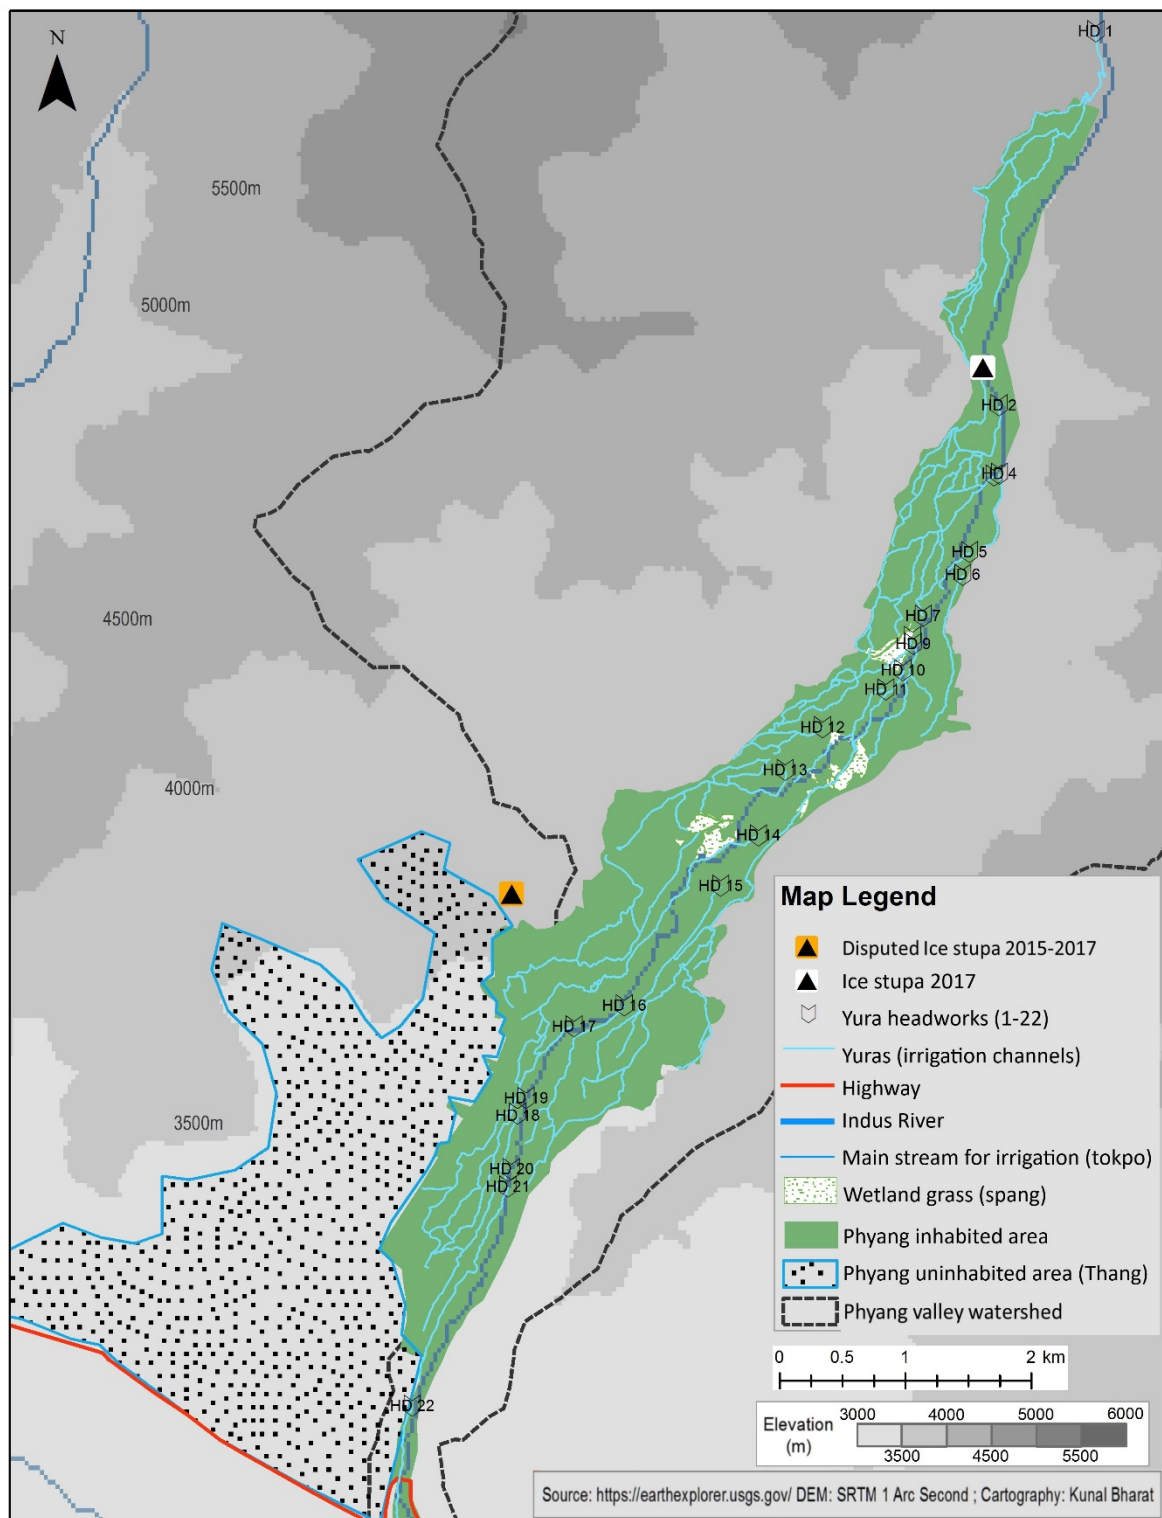 N
HD 1
5500m
5000m
HD 2
HD 4
HD 5
HD 6
4500m
HD 7
HD 9
HD 10
HD 11
HD 12
HD 13
4000m
HD 14
HD 15
Map Legend
Disputed Ice stupa 2015-2017
Ice stupa 2017
Yura headworks (1-22)
Yuras (irrigation channels)
Highway
Indus River
Main stream for irrigation (tokpo)
Wetland grass (spang)
Phyang inhabited area
Phyang uninhabited area (Thang)
Phyang valley watershed
HD 16
HD 17
HD 19
HD 18
3500m
HD 20
HD 21
0 0.5 1 2 km
HD 22
Elevation
(m)
3000 4000 5000 6000
3500 4500 5500
Source: https://earthexplorer.usgs.gov/ DEM: SRTM 1 Arc Second ; Cartography: Kunal Bharat